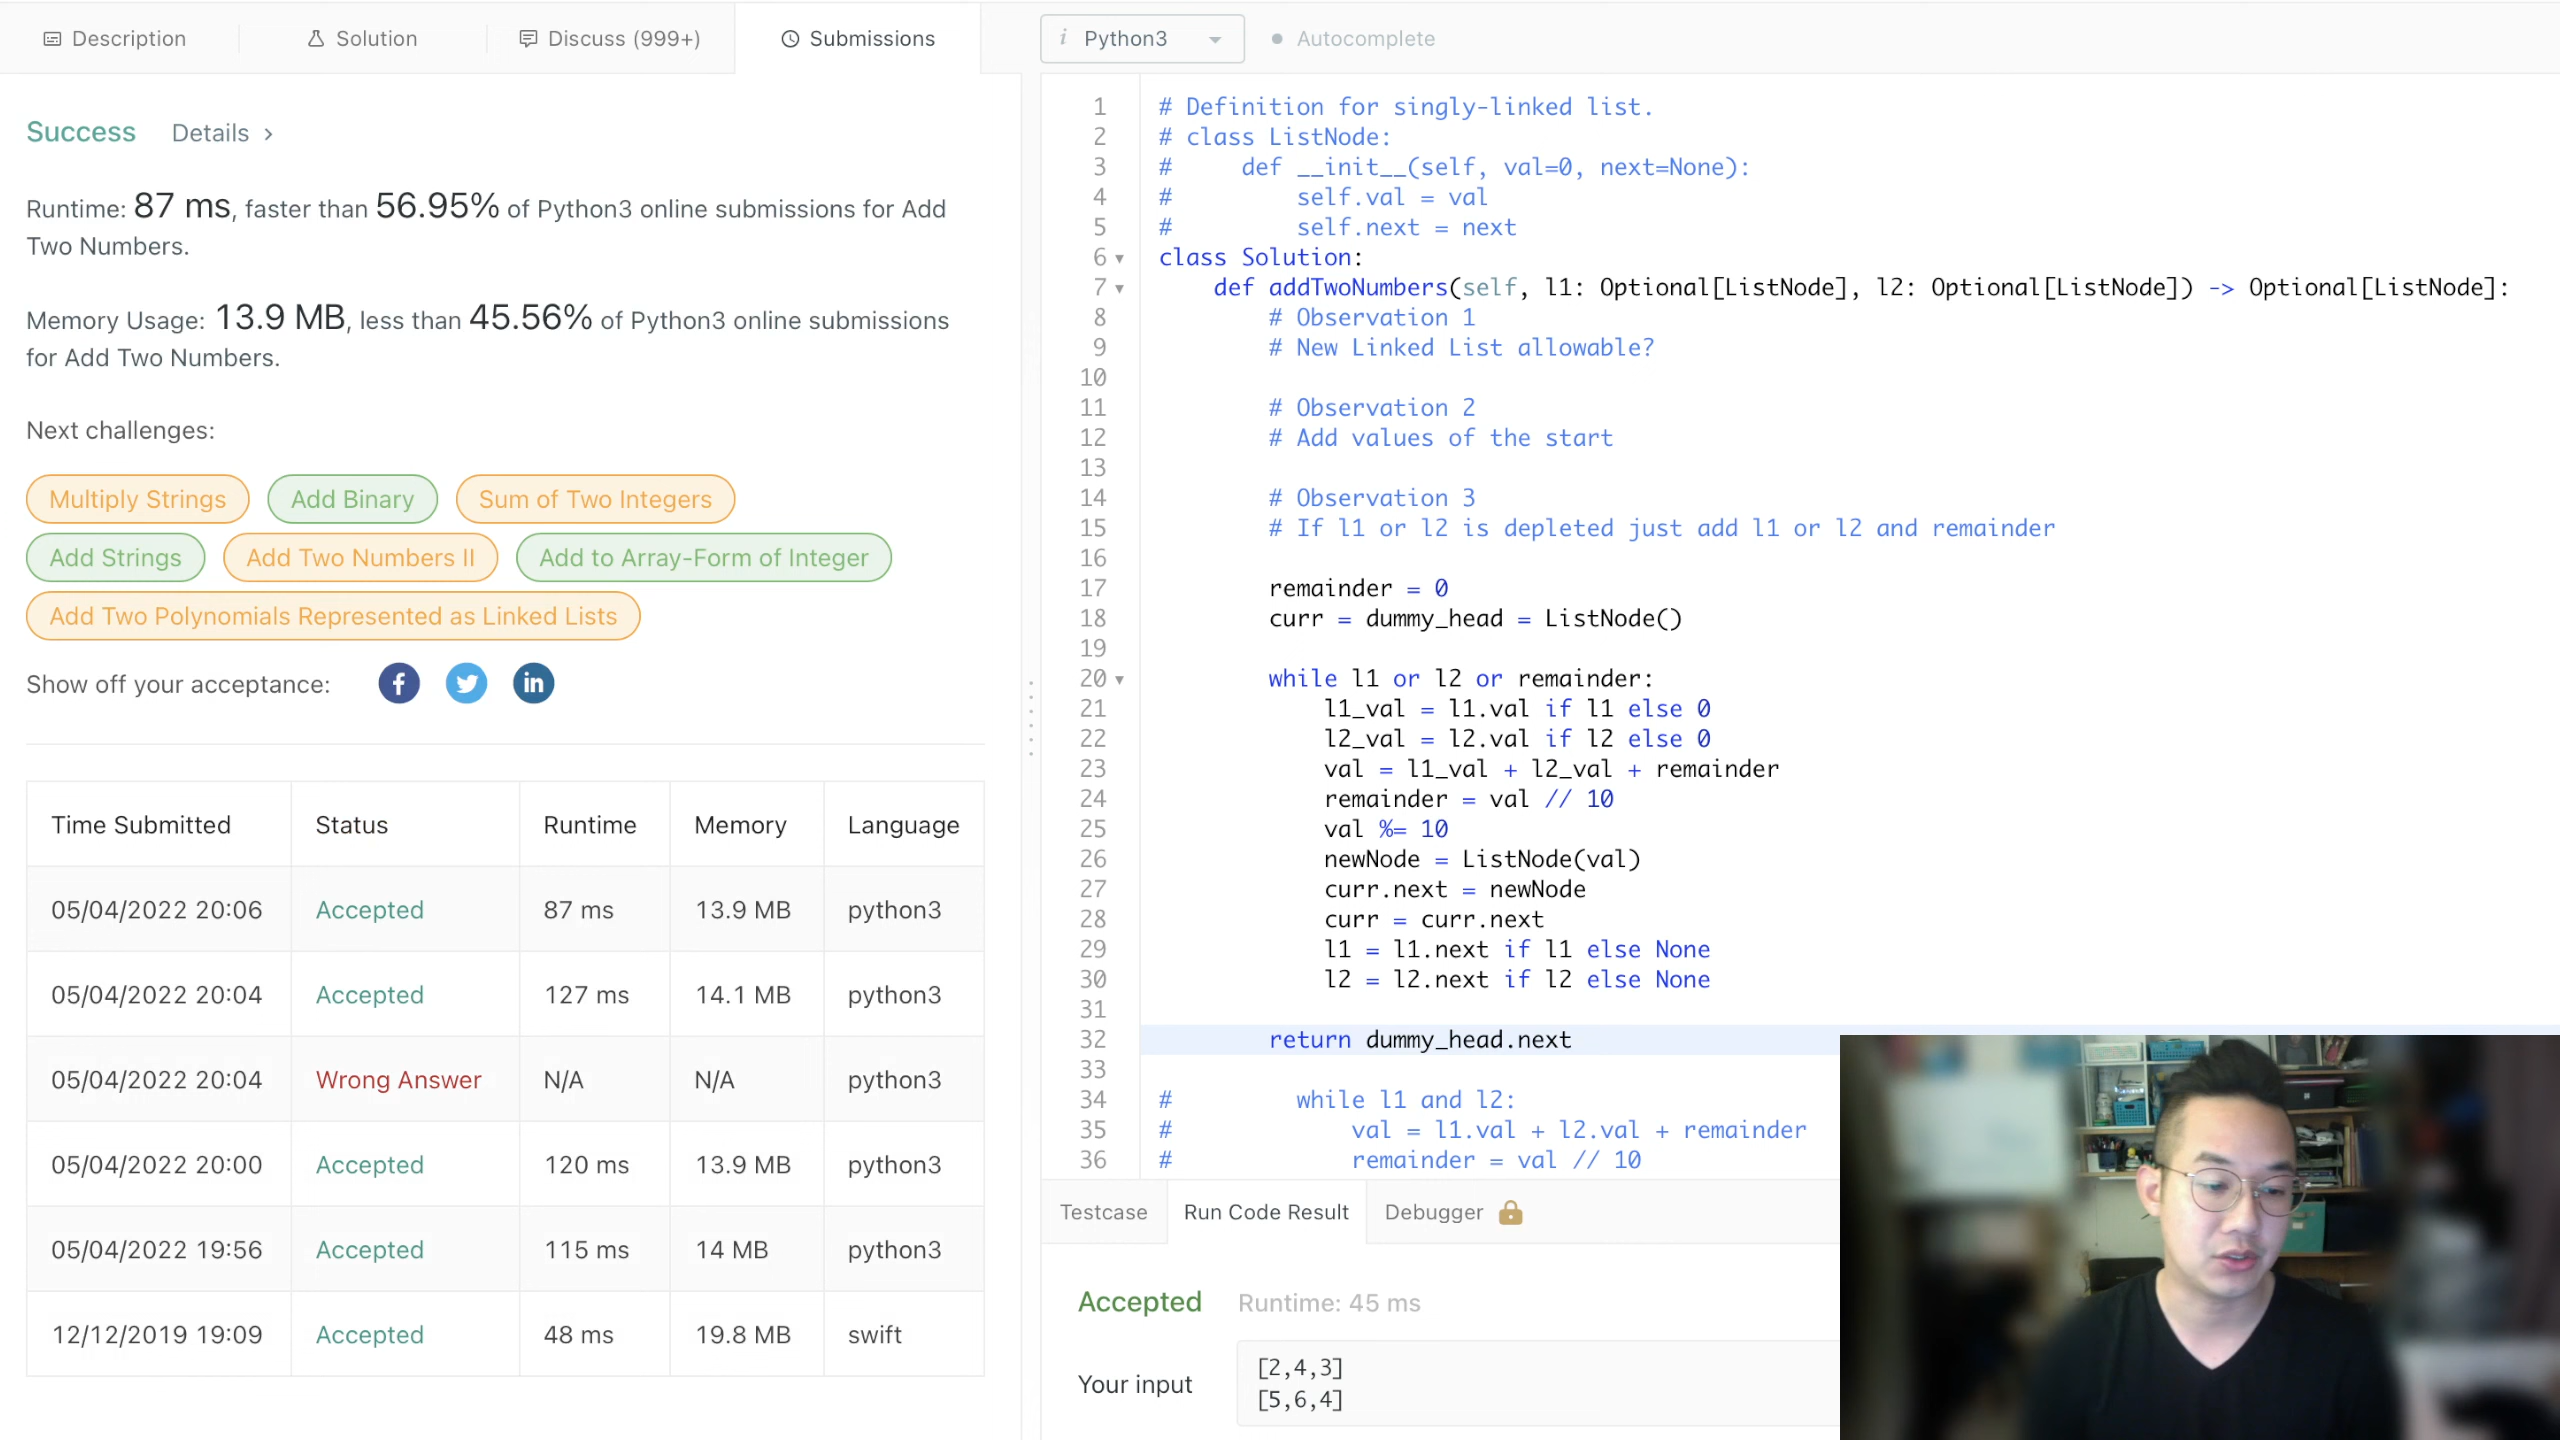 Description
Solution
Discuss (999+)
Submissions
i Python3
Autocomplete
Success Details >
Runtime: 87 ms, faster than 56.95% of Python3 online submissions for Add
Two Numbers.
Memory Usage: 13.9 MB, less than 45.56% of Python3 online submissions
for Add Two Numbers.
Next challenges:
Multiply Strings Add Binary Sum of Two Integers
Add Strings Add Two Numbers II Add to Array-Form of Integer
Add Two Polynomials Represented as Linked Lists
Show off your acceptance: f in
Time Submitted Status Runtime Memory Language
05/04/2022 20:06 Accepted 87 ms 13.9 MB python3
05/04/2022 20:04 Accepted 127 ms 14.1 MB python3
05/04/2022 20:04 Wrong Answer N/A N/A python3
05/04/2022 20:00 Accepted 120 ms 13.9 MB python3
05/04/2022 19:56 Accepted 115 ms 14 MB python3
12/12/2019 19:09 Accepted 48 ms 19.8 MB swift
1 # Definition for singly-linked list.
2 # class ListNode:
3 #     def __init__(self, val=0, next=None):
4 #         self.val = val
5 #         self.next = next
6 class Solution:
7     def addTwoNumbers(self, l1: Optional[ListNode], l2: Optional[ListNode]) -> Optional[ListNode]:
8         # Observation 1
9         # New Linked List allowable?
10
11         # Observation 2
12         # Add values of the start
13
14         # Observation 3
15         # If l1 or l2 is depleted just add l1 or l2 and remainder
16
17         remainder = 0
18         curr = dummy_head = ListNode()
19
20         while l1 or l2 or remainder:
21             l1_val = l1.val if l1 else 0
22             l2_val = l2.val if l2 else 0
23             val = l1_val + l2_val + remainder
24             remainder = val // 10
25             val %= 10
26             newNode = ListNode(val)
27             curr.next = newNode
28             curr = curr.next
29             l1 = l1.next if l1 else None
30             l2 = l2.next if l2 else None
31
32         return dummy_head.next
33
34 #         while l1 and l2:
35 #             val = l1.val + l2.val + remainder
36 #             remainder = val // 10
Testcase Run Code Result Debugger
Accepted Runtime: 45 ms
Your input
[2,4,3]
[5,6,4]